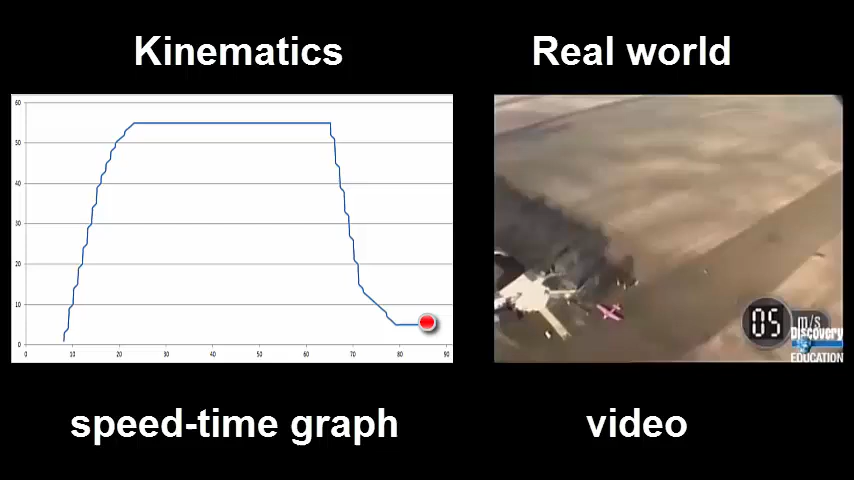 Kinematics
Real world
60
50
40
30
20
10
0
0 10 20 30 40 50 60 70 80 90
05 m/s
Discovery
EDUCATION
speed-time graph
video